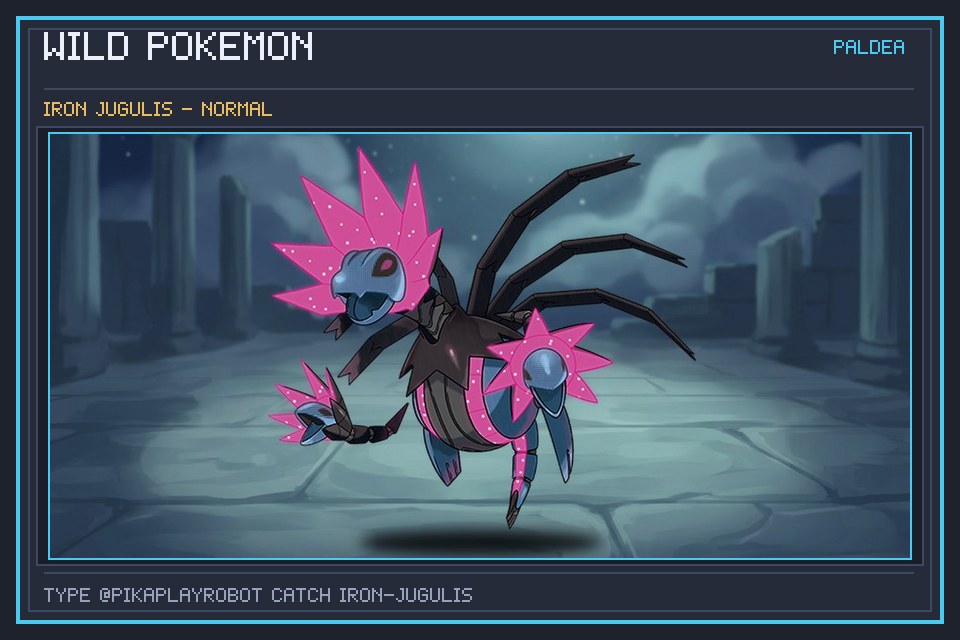 WILD POKEMON
PALDEA
IRON JUGULIS - NORMAL
TYPE @PIKAPLAYROBOT CATCH IRON-JUGULIS